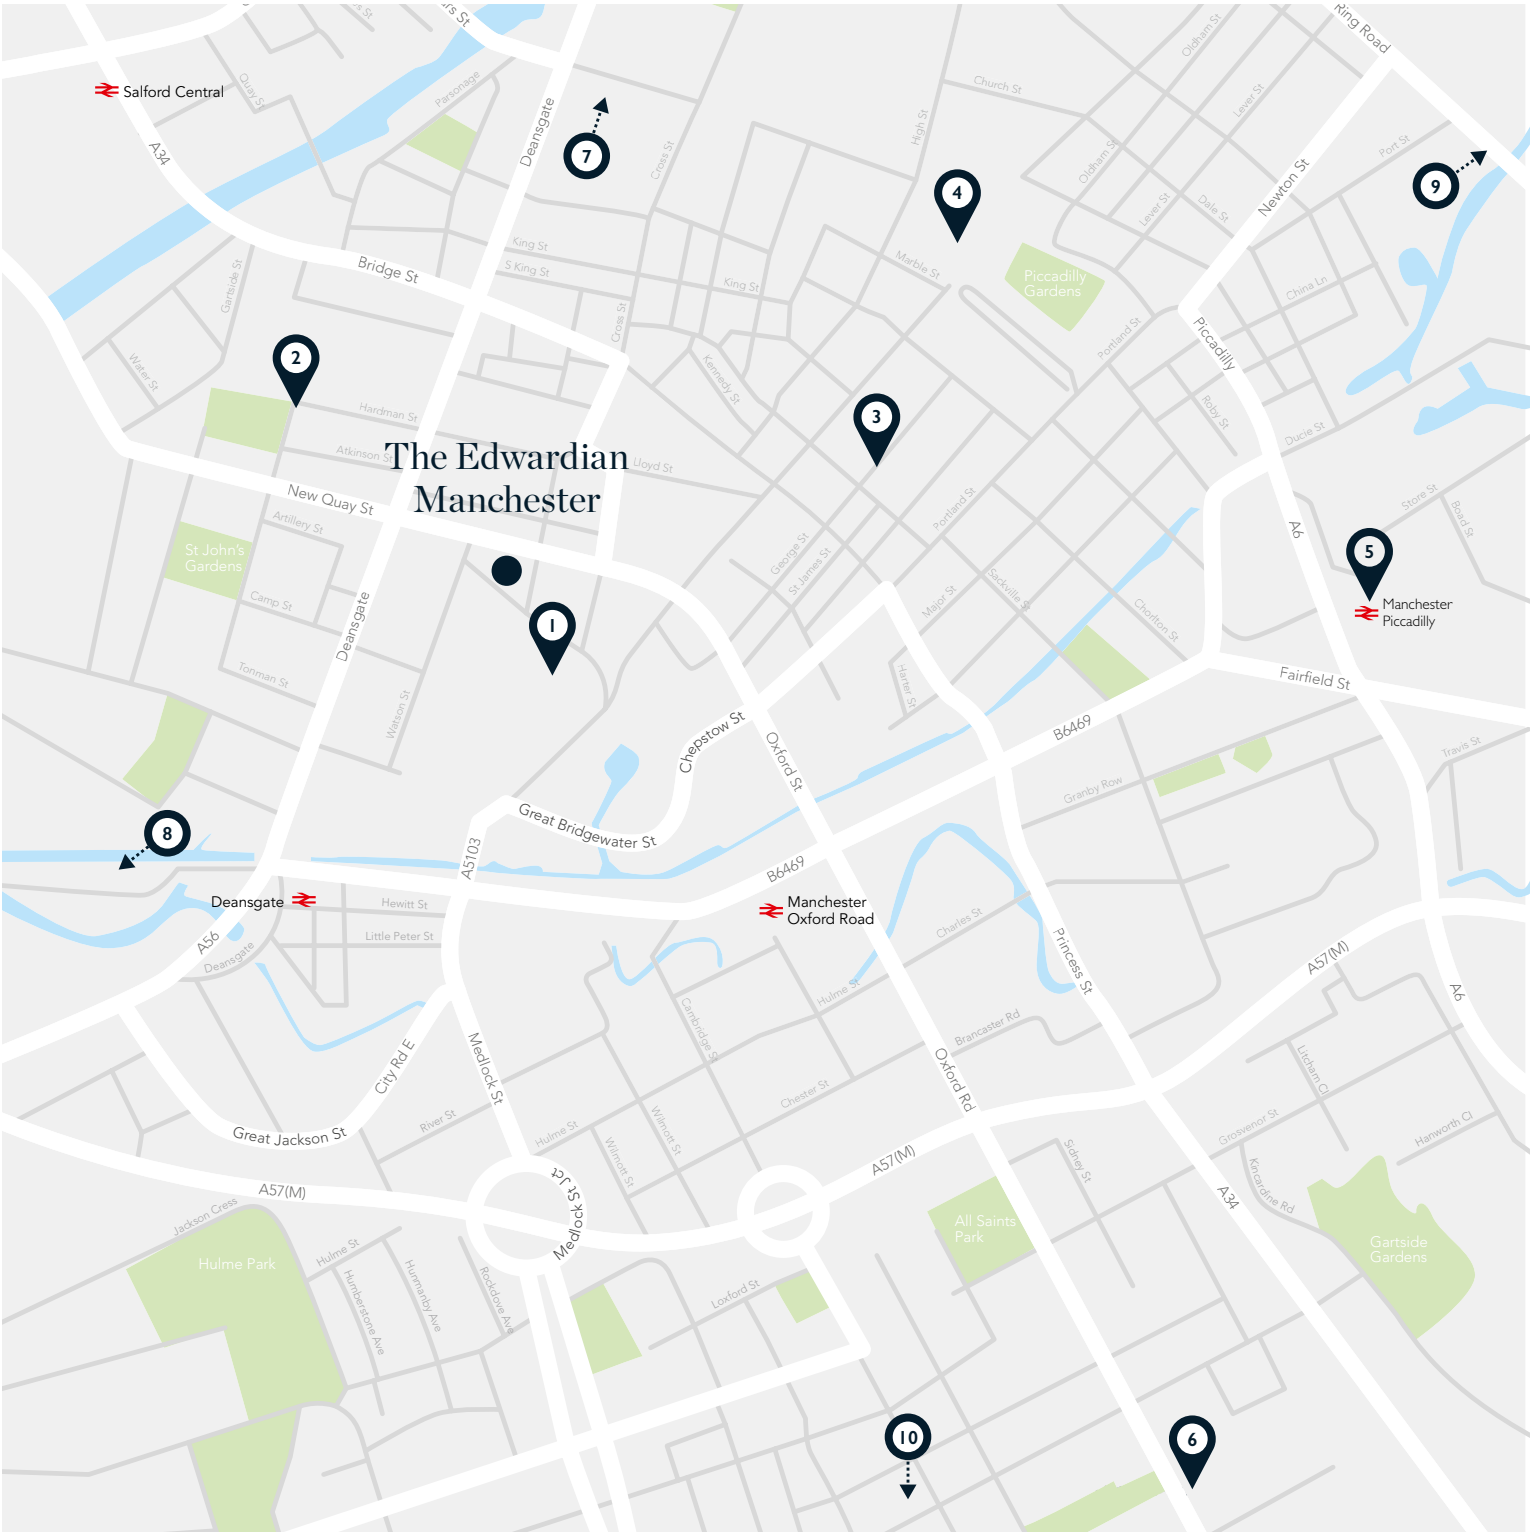 Ring Road
Oldham St
Quay St
Salford Central
Parsonage
Church St
Lever St
Deansgate
High St
A34
7
Cross St
Oldham St
Port St
Newton St
9
4
Lever St
Dale St
King St
Marble St
Bridge St
S King St
King St
Gartside St
Piccadilly
Gardens
China Ln
Cross St
Portland St
Piccadilly
2
Water St
Kennedy St
Hardman St
3
Roby St
Ducie St
Atkinson St
The Edwardian
Manchester
Lloyd St
New Quay St
Artillery St
Portland St
Store St
Board St
A6
St John's
Gardens
George St
St James St
5
Sackville St
Major St
Chorlton St
Manchester
Piccadilly
Camp St
1
Deansgate
Tonman St
Harter St
Fairfield St
Watson St
Chepstow St
B6469
Oxford St
Travis St
Granby Row
Great Bridgewater St
8
A5103
B6469
Deansgate
Hewitt St
Manchester
Oxford Road
Little Peter St
Charles St
A56
Deansgate
Princess St
A57(M)
Hulme St
A6
Cambridge St
Brancaster Rd
Medlock St
City Rd E
Oxford Rd
Litcham Cl
Chester St
River St
Hulme St
Wilmott St
Grosvenor St
Hanworth Cl
Great Jackson St
Wilmott St
A57(M)
Sidney St
Kincardine Rd
A57(M)
Medlock St Jct
A34
Jackson Cress
All Saints
Park
Gartside
Gardens
Hulme Park
Hulme St
Humberstone Ave
Hunmanby Ave
Rockdove Ave
Loxford St
10
6